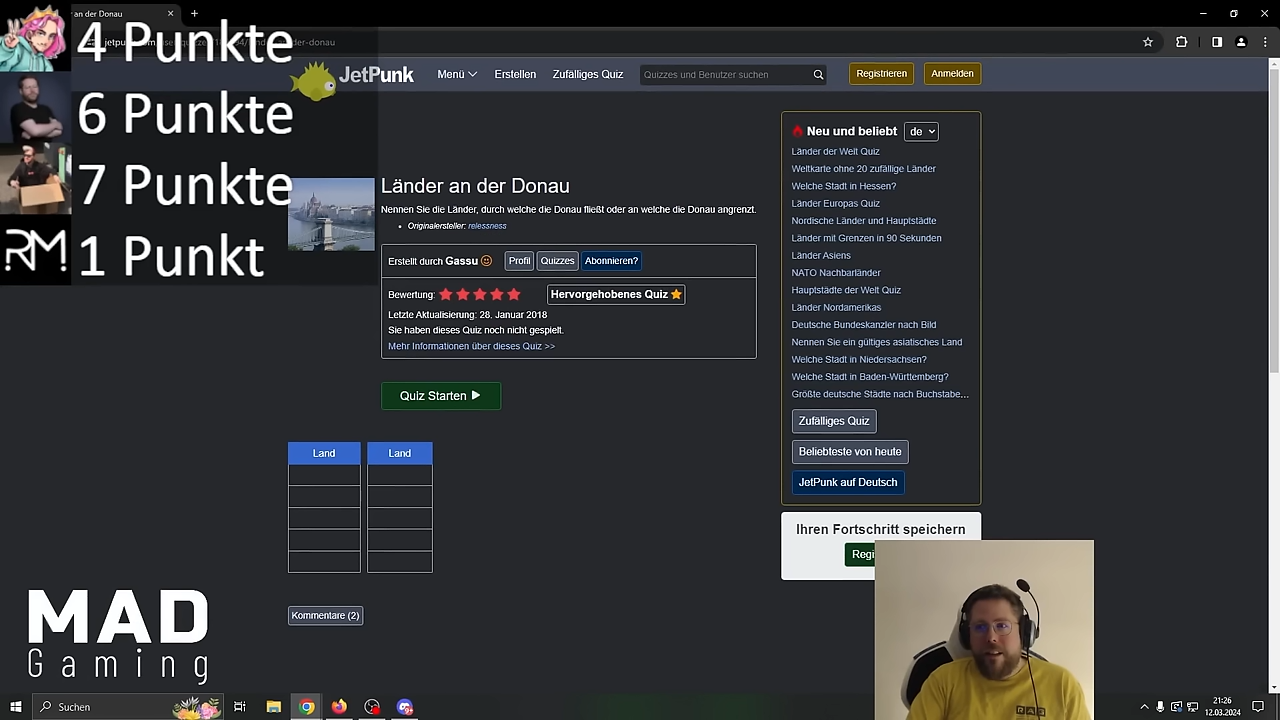 an der Donau
4 Punkte
6 Punkte
7 Punkte
RM
1 Punkt
der-donau
JetPunk
Menü
Erstellen
Zufälliges Quiz
Quizzes und Benutzer suchen
Registrieren
Anmelden
Länder an der Donau
Nennen Sie die Länder, durch welche die Donau fließt oder an welche die Donau angrenzt.
Originalersteller: relessness
Erstellt durch Gassu
Profil
Quizzes
Abonnieren?
Bewertung:
Hervorgehobenes Quiz
Letzte Aktualisierung: 28. Januar 2018
Sie haben dieses Quiz noch nicht gespielt.
Mehr Informationen über dieses Quiz >>
Quiz Starten
Land
Land
Kommentare (2)
Neu und beliebt
de
Länder der Welt Quiz
Weltkarte ohne 20 zufällige Länder
Welche Stadt in Hessen?
Länder Europas Quiz
Nordische Länder und Hauptstädte
Länder mit Grenzen in 90 Sekunden
Länder Asiens
NATO Nachbarländer
Hauptstädte der Welt Quiz
Länder Nordamerikas
Deutsche Bundeskanzler nach Bild
Nennen Sie ein gültiges asiatisches Land
Welche Stadt in Niedersachsen?
Welche Stadt in Baden-Württemberg?
Größte deutsche Städte nach Buchstabe...
Zufälliges Quiz
Beliebteste von heute
JetPunk auf Deutsch
Ihren Fortschritt speichern
Regi
MAD
Gaming
Suchen
21:26
12.03.2024